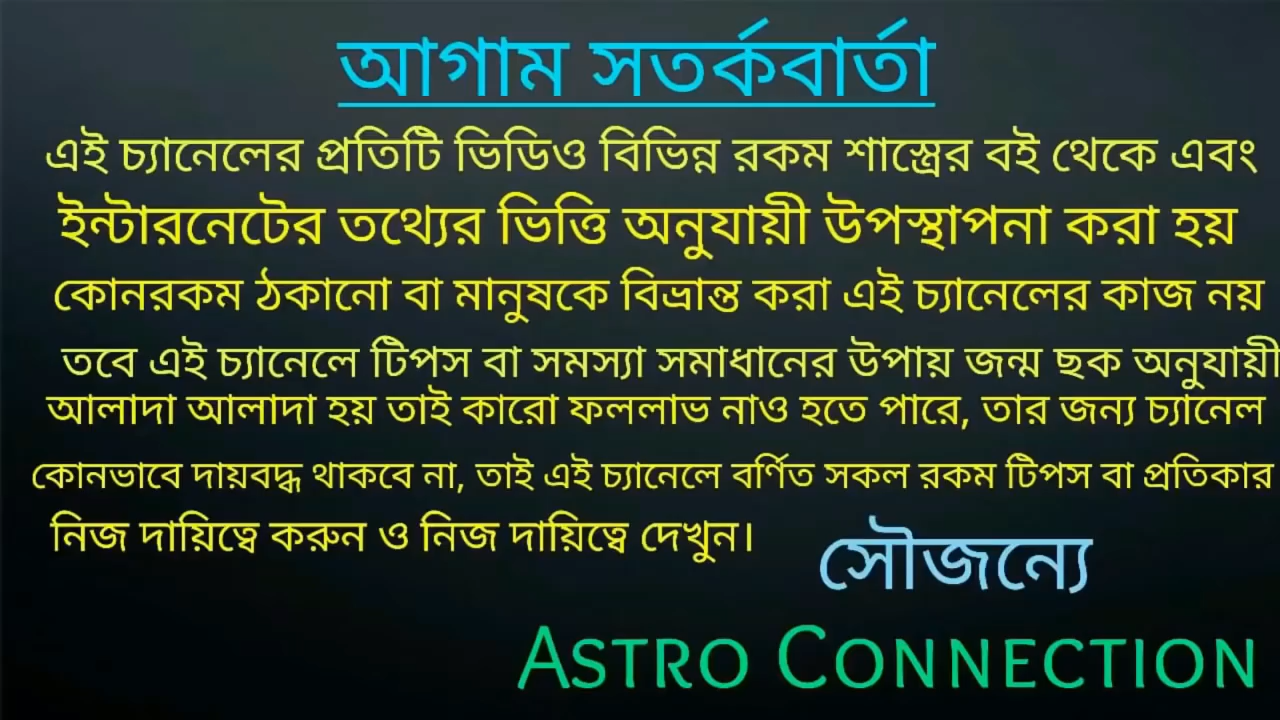 আগাম সতর্কবার্তা
এই চ্যানেলের প্রতিটি ভিডিও বিভিন্ন রকম শাস্ত্রের বই থেকে এবং
ইন্টারনেটের তথ্যের ভিত্তি অনুযায়ী উপস্থাপনা করা হয়
কোনরকম ঠকানো বা মানুষকে বিভ্রান্ত করা এই চ্যানেলের কাজ নয়
তবে এই চ্যানেলে টিপস বা সমস্যা সমাধানের উপায় জন্ম ছক অনুযায়ী
আলাদা আলাদা হয় তাই কারো ফললাভ নাও হতে পারে, তার জন্য চ্যানেল
কোনভাবে দায়বদ্ধ থাকবে না, তাই এই চ্যানেলে বর্ণিত সকল রকম টিপস বা প্রতিকার
নিজ দায়িত্বে করুন ও নিজ দায়িত্বে দেখুন।
সৌজন্যে
ASTRO CONNECTION